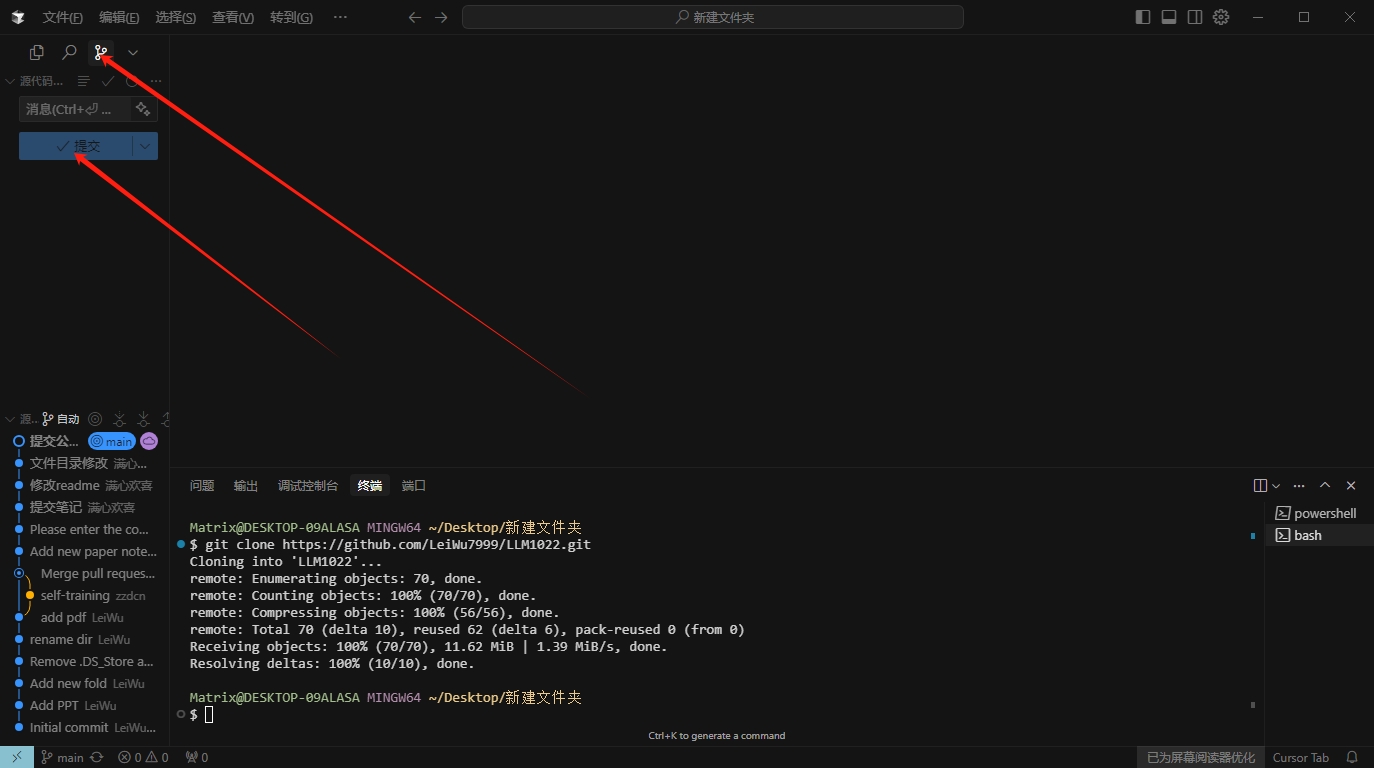 文件(F) 编辑(E) 选择(S) 查看(V) 转到(G) ··· 新建文件夹
源代码...
消息(Ctrl+⏎ ...
提交
源.. 自动
提交公... main
文件目录修改 满心...
修改readme 满心欢喜
提交笔记 满心欢喜
Please enter the co...
Add new paper note...
Merge pull reques...
self-training zzdcn
add pdf LeiWu
rename dir LeiWu
Remove .DS_Store a...
Add new fold LeiWu
Add PPT LeiWu
Initial commit LeiWu...
问题 输出 调试控制台 终端 端口
Matrix@DESKTOP-09ALASA MINGW64 ~/Desktop/新建文件夹
$ git clone https://github.com/LeiWu7999/LLM1022.git
Cloning into 'LLM1022'...
remote: Enumerating objects: 70, done.
remote: Counting objects: 100% (70/70), done.
remote: Compressing objects: 100% (56/56), done.
remote: Total 70 (delta 10), reused 62 (delta 6), pack-reused 0 (from 0)
Receiving objects: 100% (70/70), 11.62 MiB | 1.39 MiB/s, done.
Resolving deltas: 100% (10/10), done.
Matrix@DESKTOP-09ALASA MINGW64 ~/Desktop/新建文件夹
$
Ctrl+K to generate a command
powershell
bash
main 0 0 0 已为屏幕阅读器优化 Cursor Tab